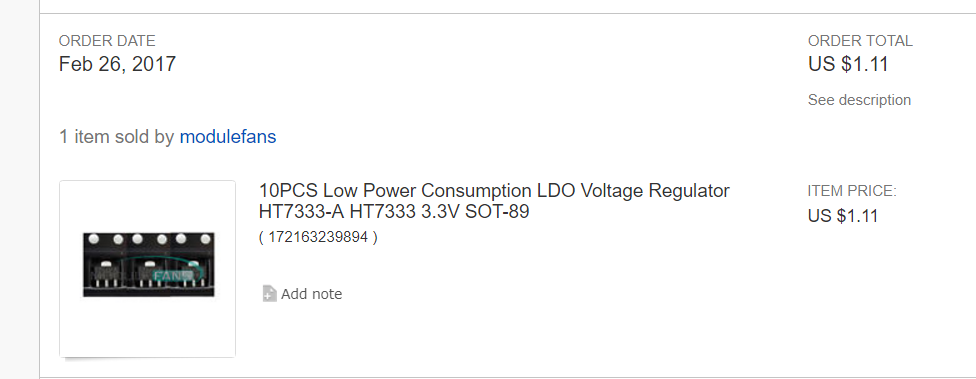 ORDER DATE
Feb 26, 2017
ORDER TOTAL
US $1.11
See description
1 item sold by modulefans
10PCS Low Power Consumption LDO Voltage Regulator
HT7333-A HT7333 3.3V SOT-89
( 172163239894 )
ITEM PRICE:
US $1.11
FANS
Add note